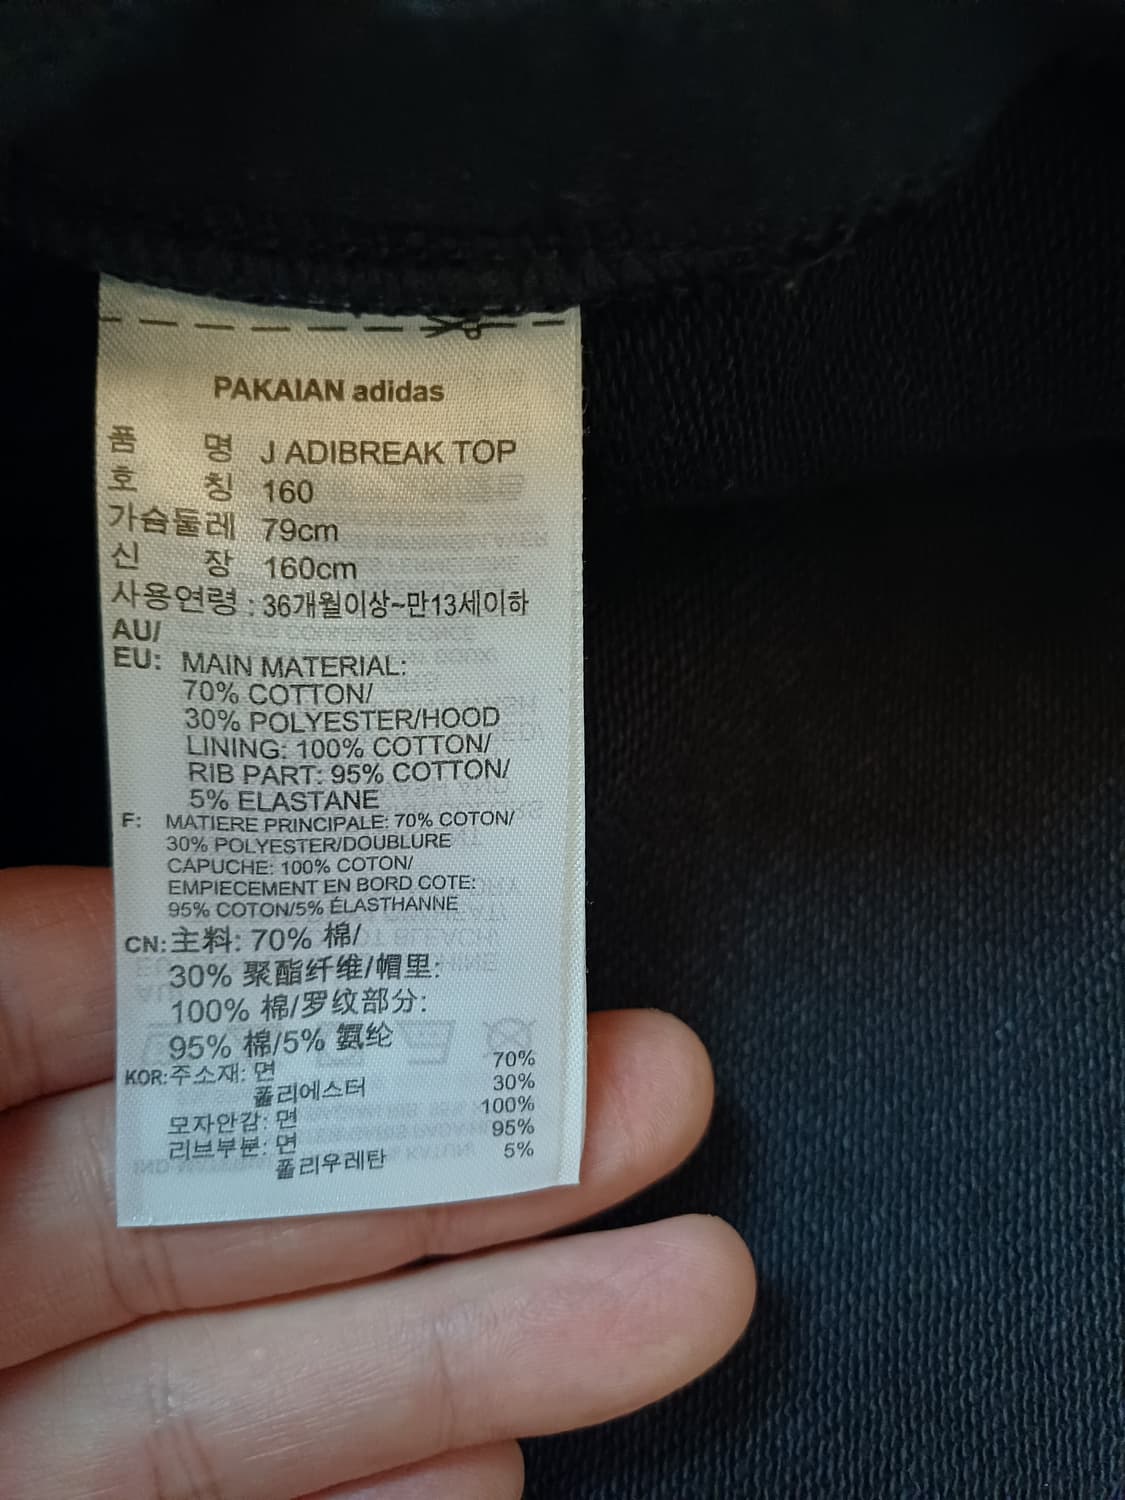 PAKAIAN adidas
품 명 J ADIBREAK TOP
호 칭 160
가슴둘레 79cm
신 장 160cm
사용연령 : 36개월이상~만13세이하
AU/
EU: MAIN MATERIAL:
70% COTTON/
30% POLYESTER/HOOD
LINING: 100% COTTON/
RIB PART: 95% COTTON/
5% ELASTANE
F: MATIERE PRINCIPALE: 70% COTON/
30% POLYESTER/DOUBLURE
CAPUCHE: 100% COTON/
EMPIECEMENT EN BORD COTE:
95% COTON/5% ÉLASTHANNE
CN: 主料: 70% 棉/
30% 聚酯纤维/帽里:
100% 棉/罗纹部分:
95% 棉/5% 氨纶
KOR: 주소재: 면 70%
폴리에스터 30%
모자안감: 면 100%
리브부분: 면 95%
폴리우레탄 5%